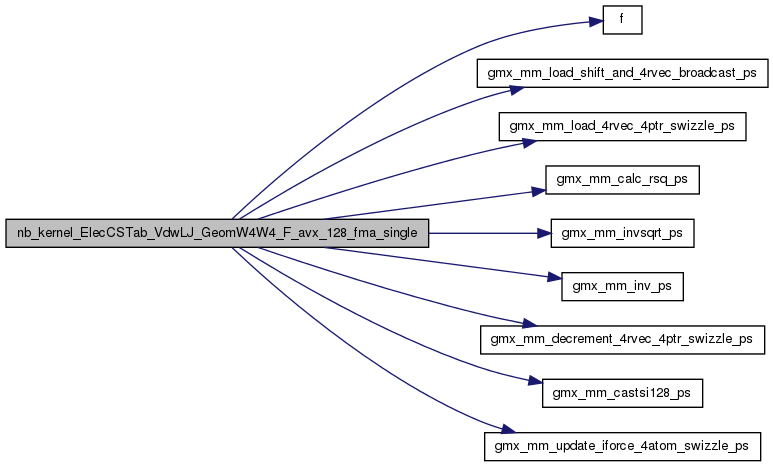 f
gmx_mm_load_shift_and_4rvec_broadcast_ps
gmx_mm_load_4rvec_4ptr_swizzle_ps
gmx_mm_calc_rsq_ps
nb_kernel_ElecCSTab_VdwLJ_GeomW4W4_F_avx_128_fma_single
gmx_mm_invsqrt_ps
gmx_mm_inv_ps
gmx_mm_decrement_4rvec_4ptr_swizzle_ps
gmx_mm_castsi128_ps
gmx_mm_update_iforce_4atom_swizzle_ps